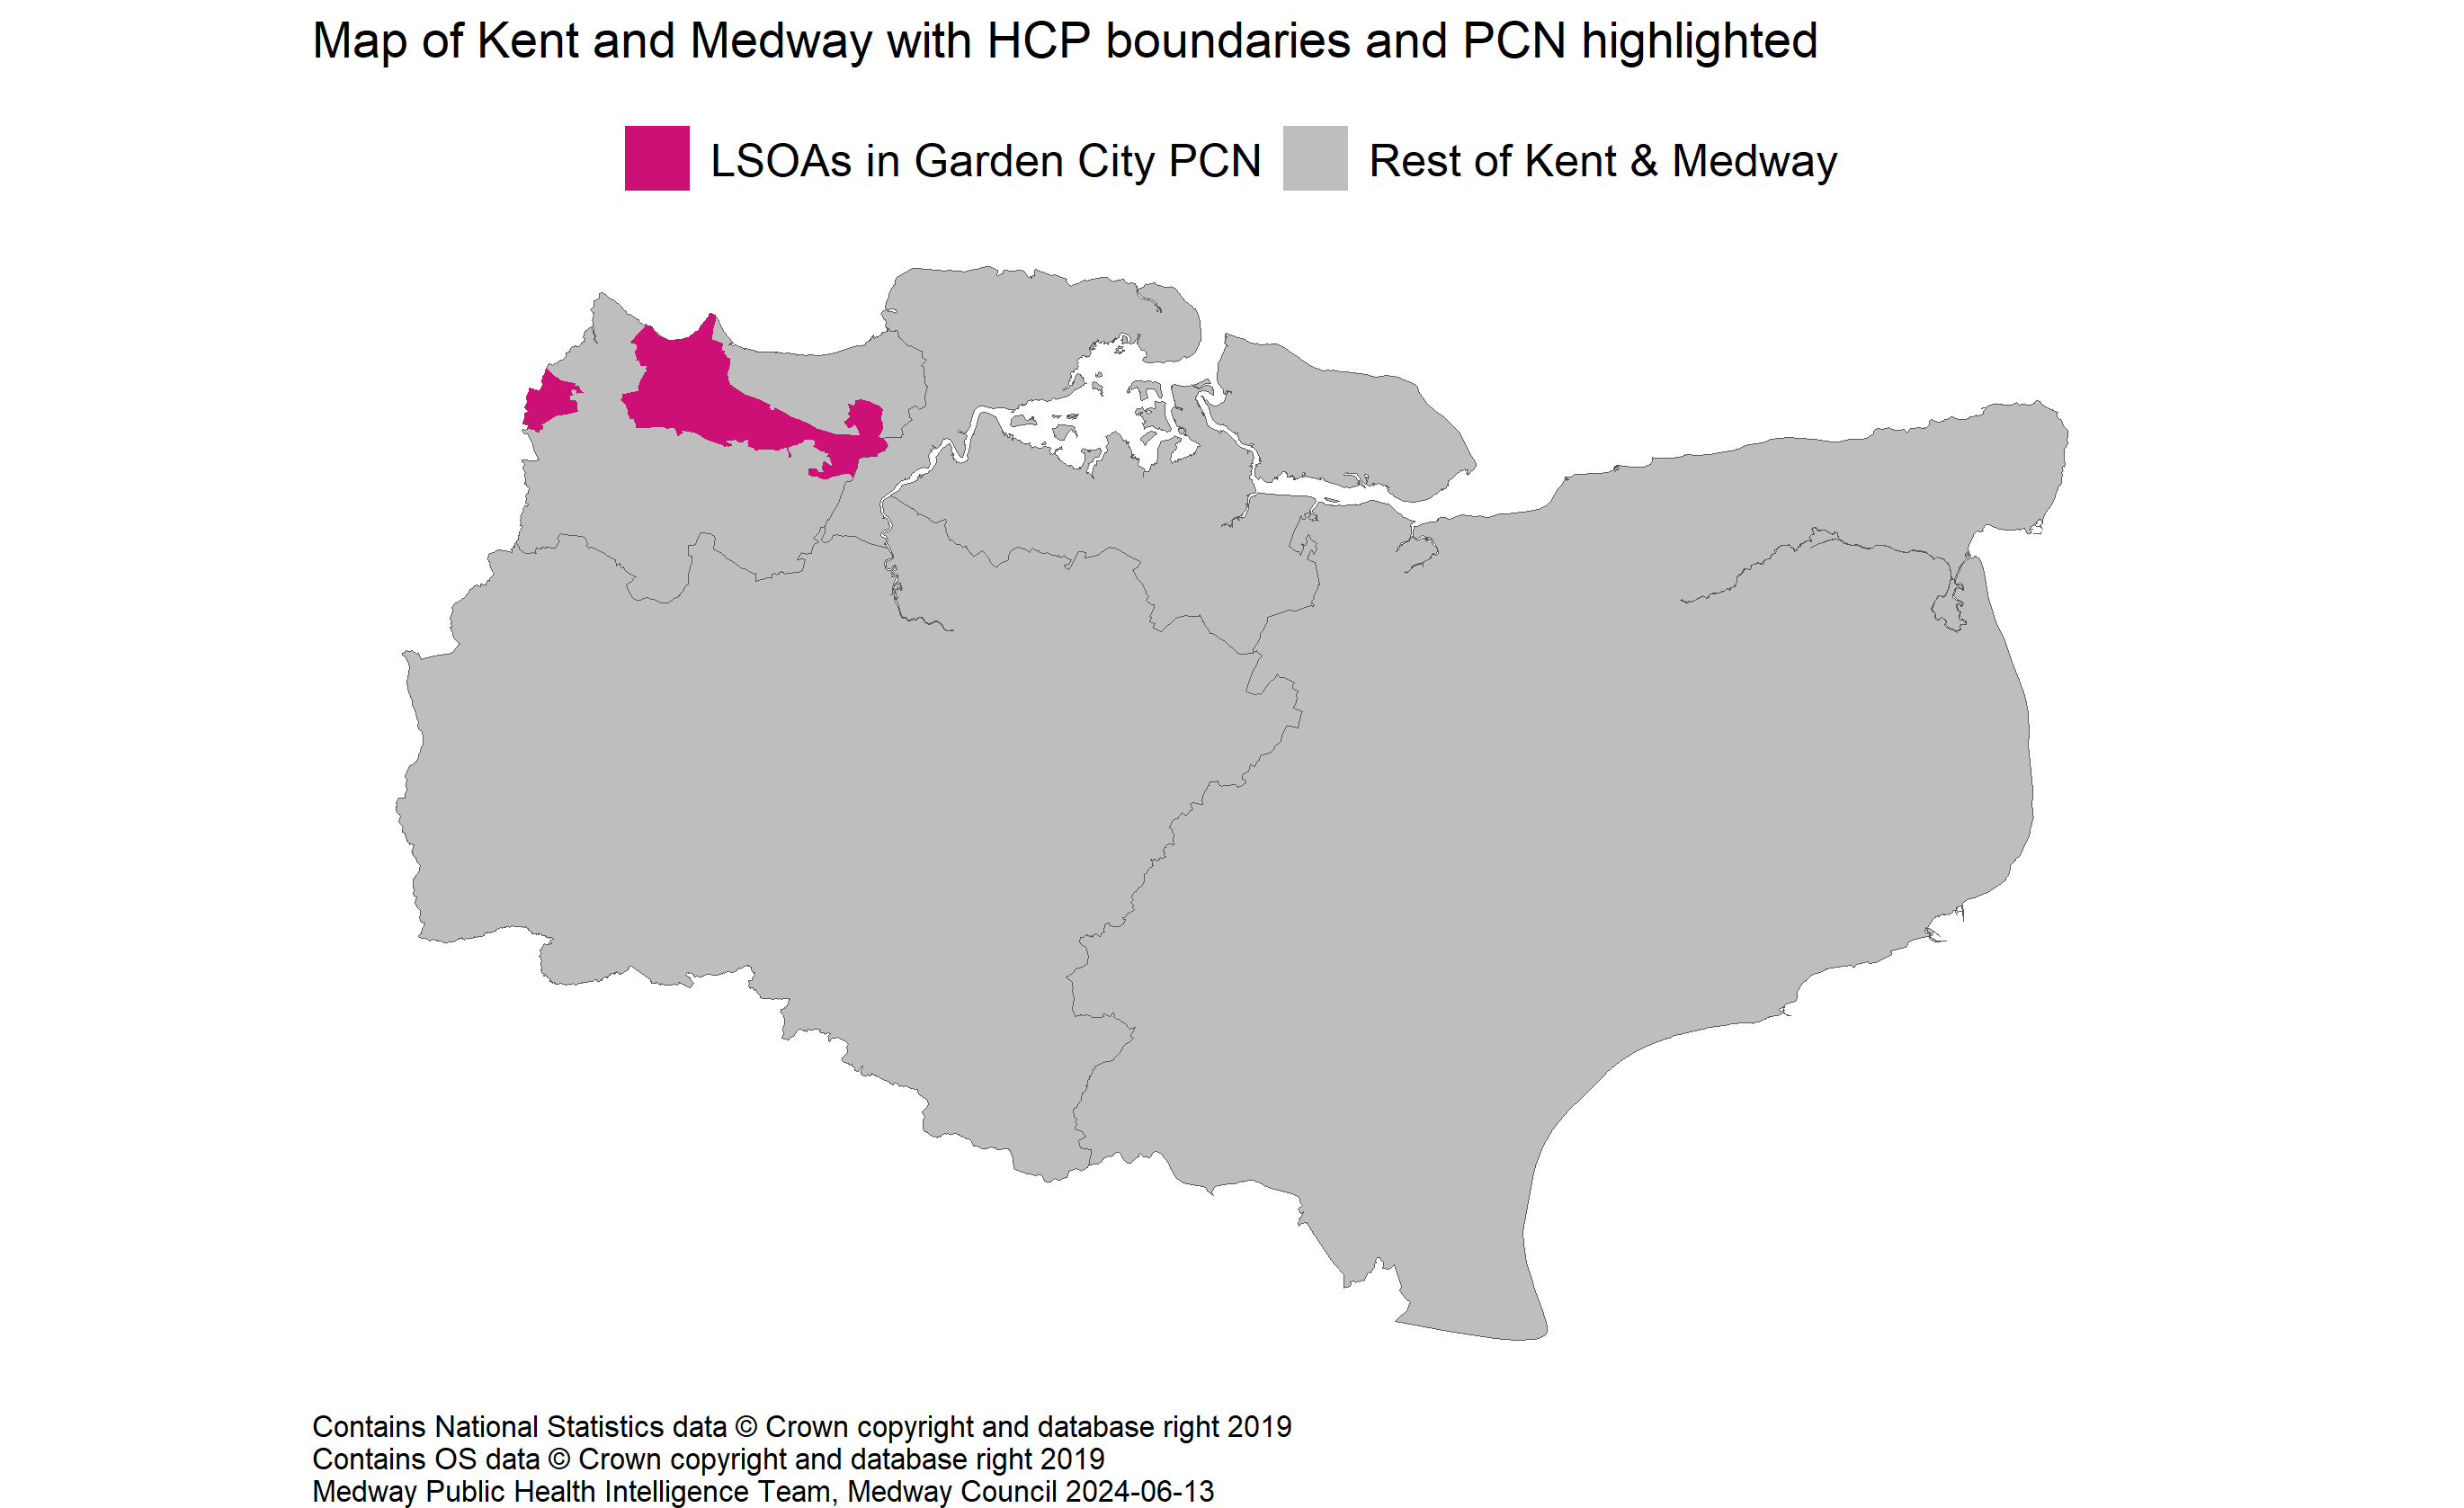 Map of Kent and Medway with HCP boundaries and PCN highlighted
LSOAs in Garden City PCN Rest of Kent & Medway
Contains National Statistics data © Crown copyright and database right 2019
Contains OS data © Crown copyright and database right 2019
Medway Public Health Intelligence Team, Medway Council 2024-06-13